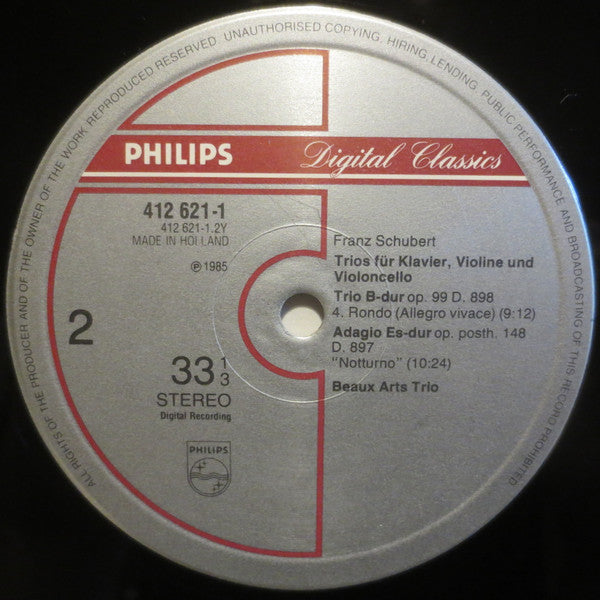 ALL RIGHTS OF THE PRODUCER AND OF THE OWNER OF THE WORK REPRODUCED RESERVED. UNAUTHORISED COPYING, HIRING, LENDING, PUBLIC PERFORMANCE AND BROADCASTING OF THIS RECORD PROHIBITED
PHILIPS Digital Classics
412 621-1
412 621-1.2Y
MADE IN HOLLAND
℗ 1985
2
33 1/3
STEREO
Digital Recording
PHILIPS
Franz Schubert
Trios für Klavier, Violine und
Violoncello
Trio B-dur op. 99 D. 898
4. Rondo (Allegro vivace) (9:12)
Adagio Es-dur op. posth. 148
D. 897
"Notturno" (10:24)
Beaux Arts Trio